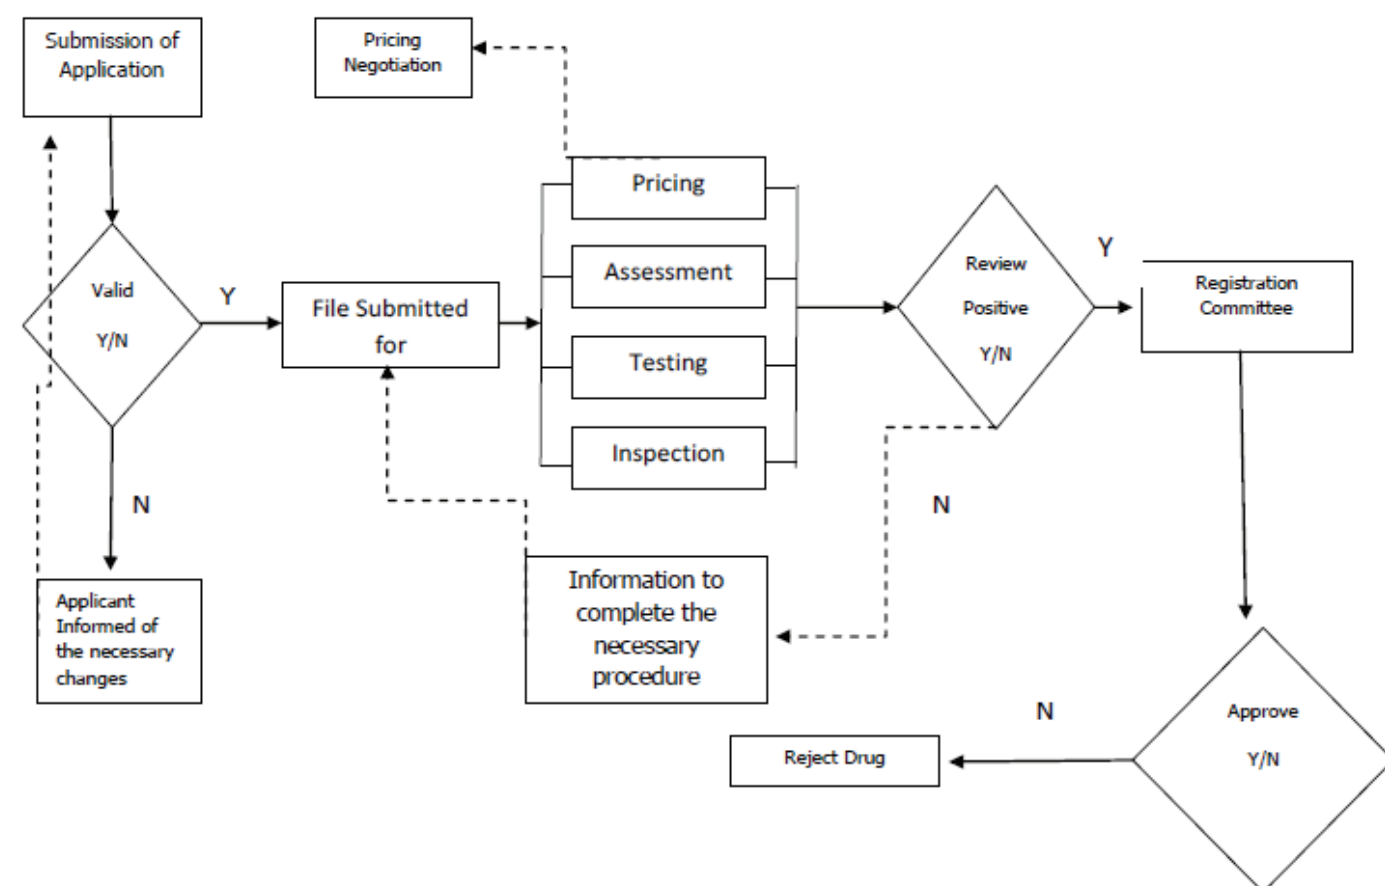 Submission of
Application
Pricing
Negotiation
Pricing
Assessment
Testing
Inspection
Valid
Y/N
Y
File Submitted
for
Review
Positive
Y/N
Y
Registration
Committee
N
Applicant
Informed of
the necessary
changes
Information to
complete the
necessary
procedure
N
Approve
Y/N
N
Reject Drug